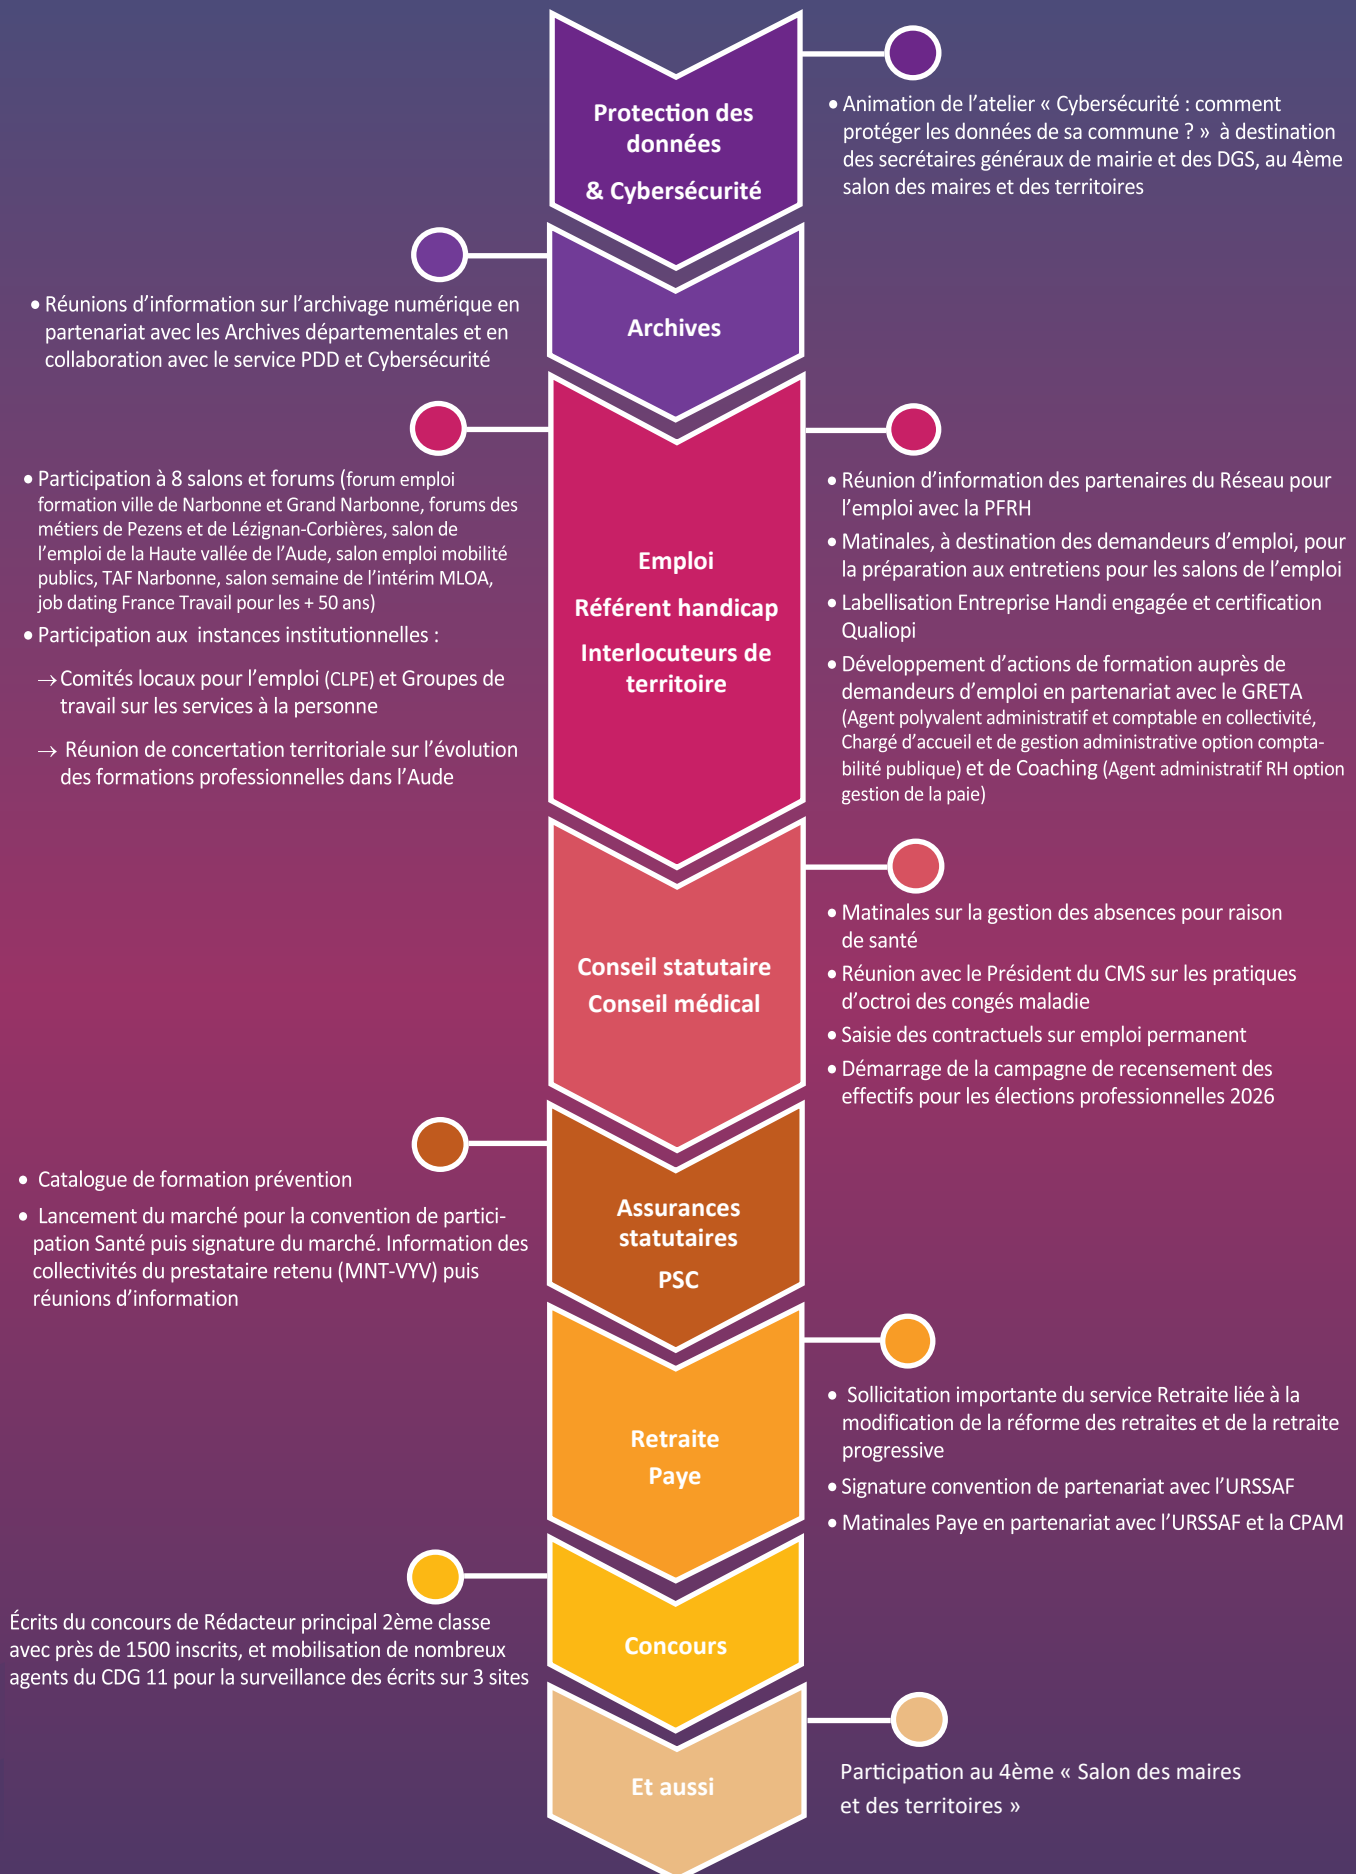 Protection des
données
& Cybersécurité
• Animation de l’atelier « Cybersécurité : comment
protéger les données de sa commune ? » à destination
des secrétaires généraux de mairie et des DGS, au 4ème
salon des maires et des territoires
Archives
• Réunions d’information sur l’archivage numérique en
partenariat avec les Archives départementales et en
collaboration avec le service PDD et Cybersécurité
Emploi
Référent handicap
Interlocuteurs de
territoire
• Participation à 8 salons et forums (forum emploi
formation ville de Narbonne et Grand Narbonne, forums des
métiers de Pezens et de Lézignan-Corbières, salon de
l’emploi de la Haute vallée de l’Aude, salon emploi mobilité
publics, TAF Narbonne, salon semaine de l’intérim MLOA,
job dating France Travail pour les + 50 ans)
• Participation aux instances institutionnelles :
→ Comités locaux pour l’emploi (CLPE) et Groupes de
travail sur les services à la personne
→ Réunion de concertation territoriale sur l’évolution
des formations professionnelles dans l’Aude
• Réunion d’information des partenaires du Réseau pour
l’emploi avec la PFRH
• Matinales, à destination des demandeurs d’emploi, pour
la préparation aux entretiens pour les salons de l’emploi
• Labellisation Entreprise Handi engagée et certification
Qualiopi
• Développement d’actions de formation auprès de
demandeurs d’emploi en partenariat avec le GRETA
(Agent polyvalent administratif et comptable en collectivité,
Chargé d’accueil et de gestion administrative option compta-
bilité publique) et de Coaching (Agent administratif RH option
gestion de la paie)
Conseil statutaire
Conseil médical
• Matinales sur la gestion des absences pour raison
de santé
• Réunion avec le Président du CMS sur les pratiques
d’octroi des congés maladie
• Saisie des contractuels sur emploi permanent
• Démarrage de la campagne de recensement des
effectifs pour les élections professionnelles 2026
Assurances
statutaires
PSC
• Catalogue de formation prévention
• Lancement du marché pour la convention de partici-
pation Santé puis signature du marché. Information des
collectivités du prestataire retenu (MNT-VYV) puis
réunions d’information
Retraite
Paye
• Sollicitation importante du service Retraite liée à la
modification de la réforme des retraites et de la retraite
progressive
• Signature convention de partenariat avec l’URSSAF
• Matinales Paye en partenariat avec l’URSSAF et la CPAM
Concours
Écrits du concours de Rédacteur principal 2ème classe
avec près de 1500 inscrits, et mobilisation de nombreux
agents du CDG 11 pour la surveillance des écrits sur 3 sites
Et aussi
Participation au 4ème « Salon des maires
et des territoires »